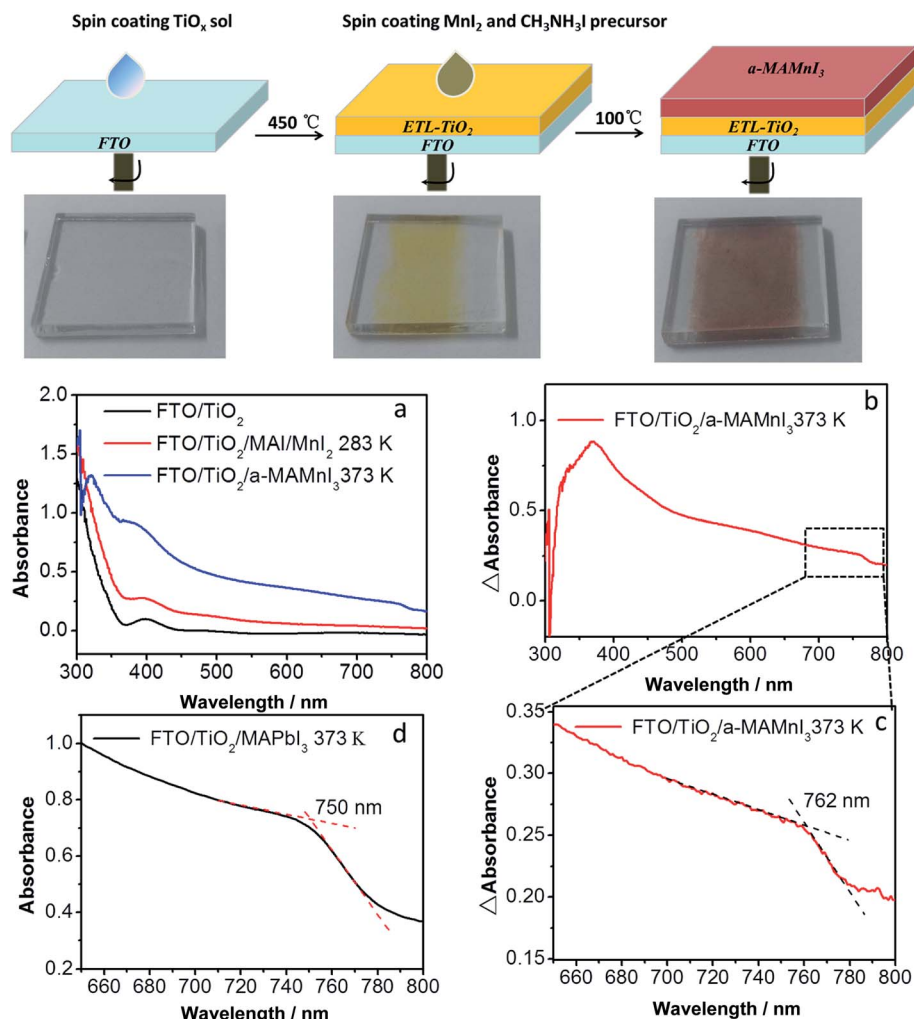 Spin coating TiOₓ sol
Spin coating MnI₂ and CH₃NH₃I precursor
FTO
450 ℃
ETL-TiO₂
FTO
100℃
a-MAMnI₃
ETL-TiO₂
FTO
a
FTO/TiO₂
FTO/TiO₂/MAI/MnI₂ 283 K
FTO/TiO₂/a-MAMnI₃373 K
Absorbance
2.0
1.5
1.0
0.5
0.0
300 400 500 600 700 800
Wavelength / nm
b
FTO/TiO₂/a-MAMnI₃373 K
△Absorbance
1.0
0.5
0.0
300 400 500 600 700 800
Wavelength / nm
d
FTO/TiO₂/MAPbI₃ 373 K
750 nm
Absorbance
1.0
0.8
0.6
0.4
0.2
660 680 700 720 740 760 780 800
Wavelength / nm
c
FTO/TiO₂/a-MAMnI₃373 K
762 nm
△Absorbance
0.35
0.30
0.25
0.20
0.15
660 680 700 720 740 760 780 800
Wavelength / nm